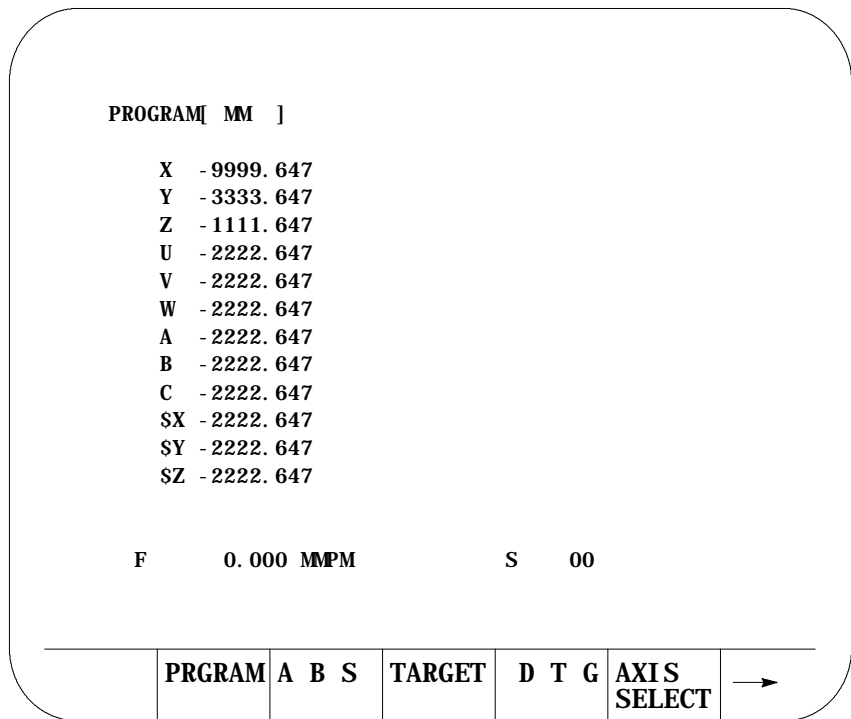 PROGRAM[ MM ]
X -9999.647
Y -3333.647
Z -1111.647
U -2222.647
V -2222.647
W -2222.647
A -2222.647
B -2222.647
C -2222.647
$X -2222.647
$Y -2222.647
$Z -2222.647
F 0.000 MMPM S 00
PRGRAM A B S TARGET D T G AXIS SELECT